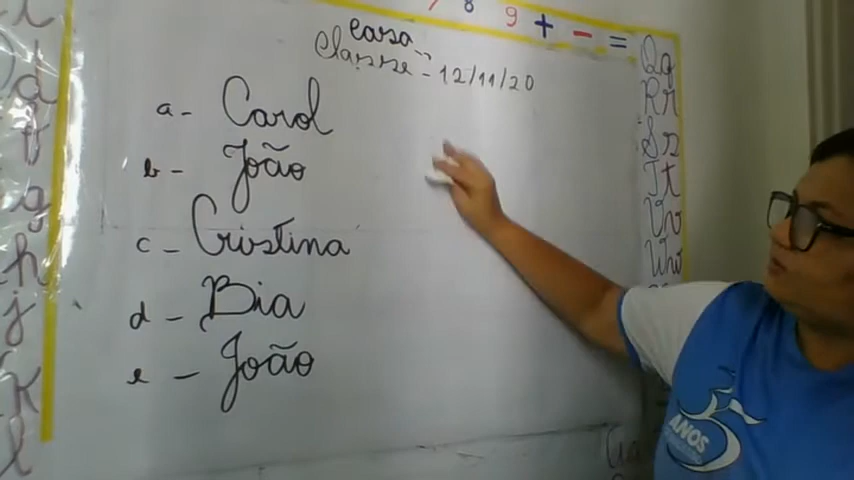 7 8 9 + - =
casa
Classe - 12/11/20
a - Carol
b - João
c - Cristina
d - Bia
e - João
Qq
Rr
Ss
Tt
Uu
Vv
Ww
d
g
h
j
k
l
ANOS